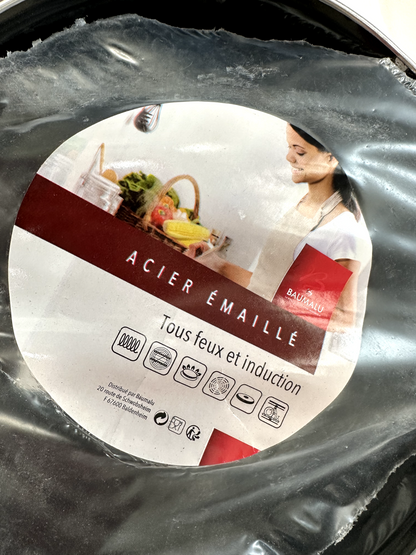 ACIER ÉMAILLÉ
BAUMALU
Tous feux et induction
Distribué par Baumalu
20 route de Schwobsheim
F 67600 Baldenheim